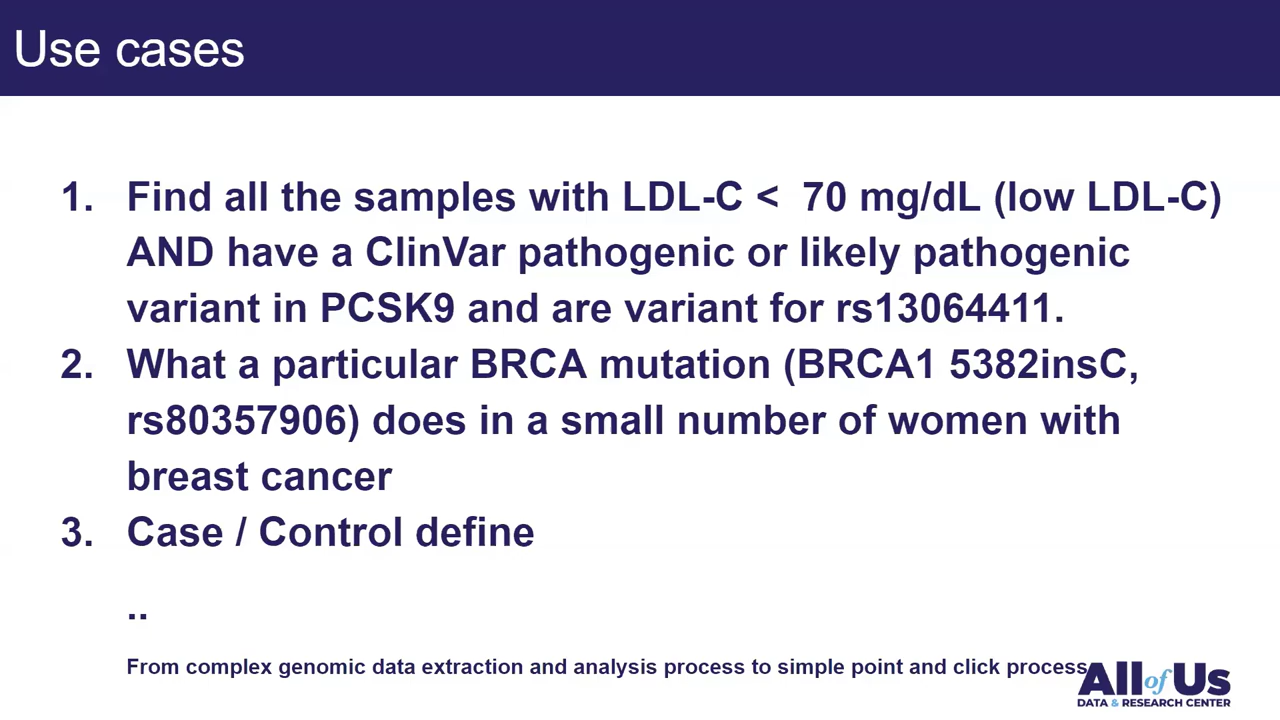 Use cases
1. Find all the samples with LDL-C < 70 mg/dL (low LDL-C)
AND have a ClinVar pathogenic or likely pathogenic
variant in PCSK9 and are variant for rs13064411.
2. What a particular BRCA mutation (BRCA1 5382insC,
rs80357906) does in a small number of women with
breast cancer
3. Case / Control define
..
From complex genomic data extraction and analysis process to simple point and click process
All of Us
DATA & RESEARCH CENTER